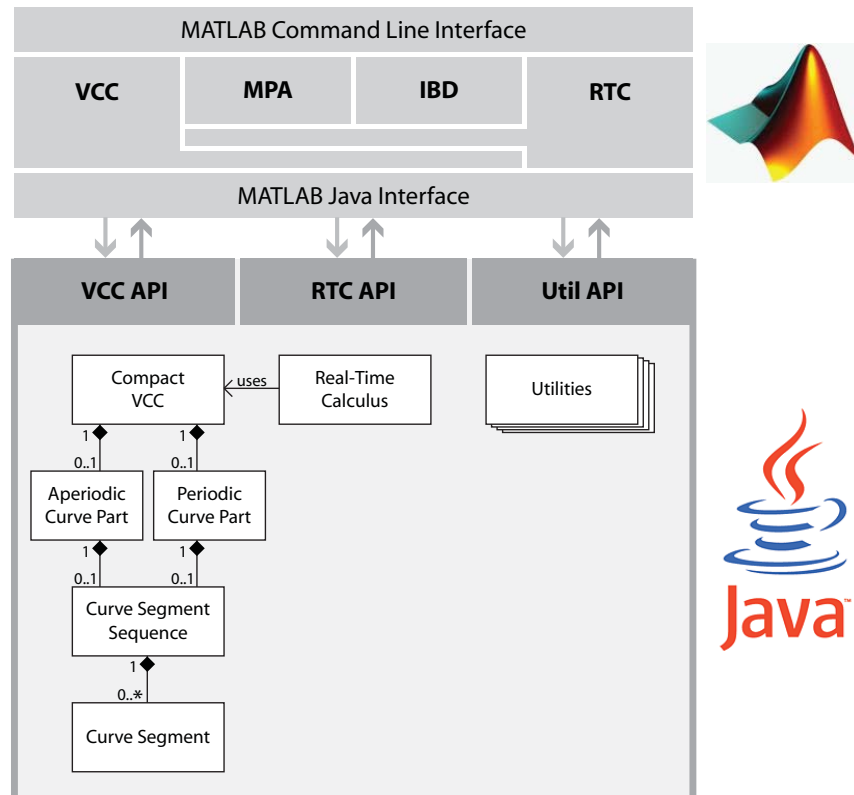 MATLAB Command Line Interface
VCC
MPA
IBD
RTC
MATLAB Java Interface
VCC API
RTC API
Util API
Compact
VCC
uses
Real-Time
Calculus
Utilities
1
1
0..1
0..1
Aperiodic
Curve Part
Periodic
Curve Part
1
1
0..1
0..1
Curve Segment
Sequence
1
0..*
Curve Segment
Java™